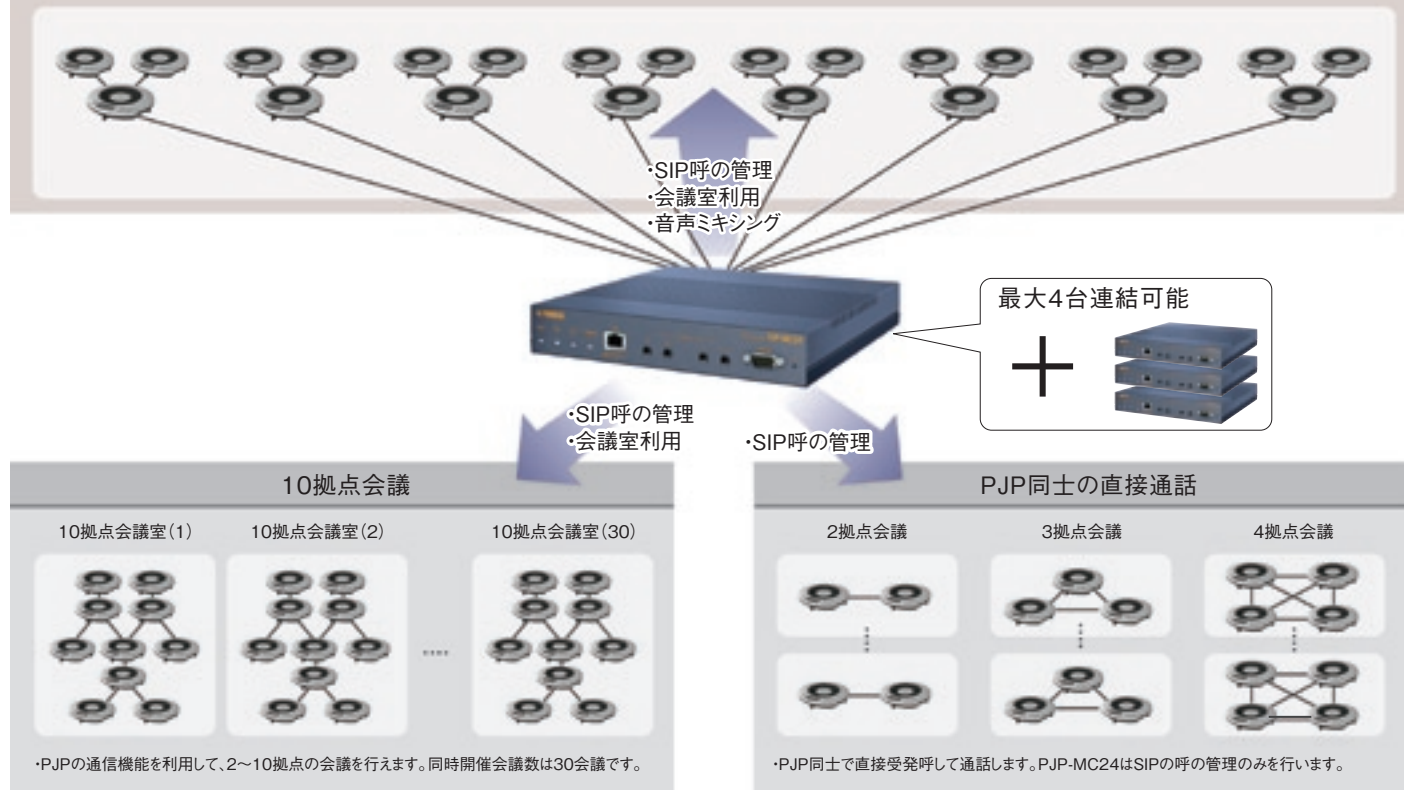 ・SIP呼の管理
・会議室利用
・音声ミキシング
最大4台連結可能
・SIP呼の管理
・会議室利用
・SIP呼の管理
10拠点会議
PJP同士の直接通話
10拠点会議室(1)
10拠点会議室(2)
10拠点会議室(30)
2拠点会議
3拠点会議
4拠点会議
・PJPの通信機能を利用して、2〜10拠点の会議を行えます。同時開催会議数は30会議です。
・PJP同士で直接受発呼して通話します。PJP-MC24はSIPの呼の管理のみを行います。